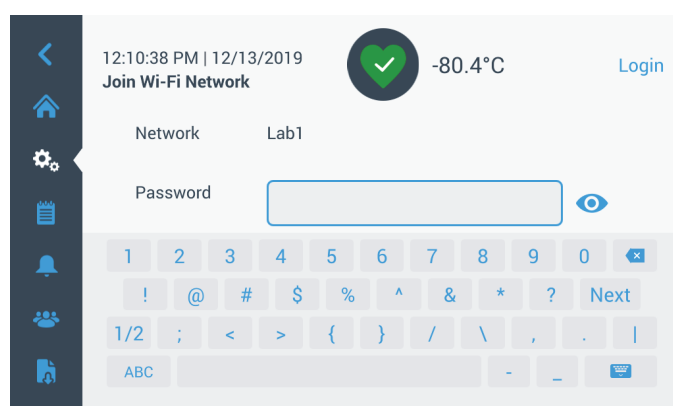 12:10:38 PM | 12/13/2019
Join Wi-Fi Network
-80.4°C
Login
Network Lab1
Password
1 2 3 4 5 6 7 8 9 0
! @ # $ % ^ & * ? Next
1/2 ; < > { } / \ , . |
ABC - _